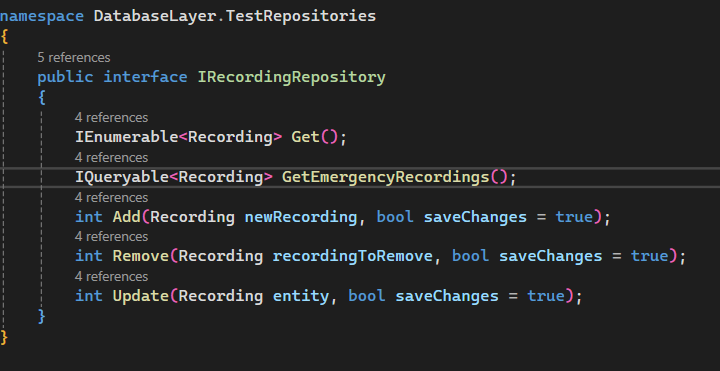 namespace DatabaseLayer.TestRepositories
{
5 references
public interface IRecordingRepository
{
4 references
IEnumerable<Recording> Get();
4 references
IQueryable<Recording> GetEmergencyRecordings();
4 references
int Add(Recording newRecording, bool saveChanges = true);
4 references
int Remove(Recording recordingToRemove, bool saveChanges = true);
4 references
int Update(Recording entity, bool saveChanges = true);
}
}